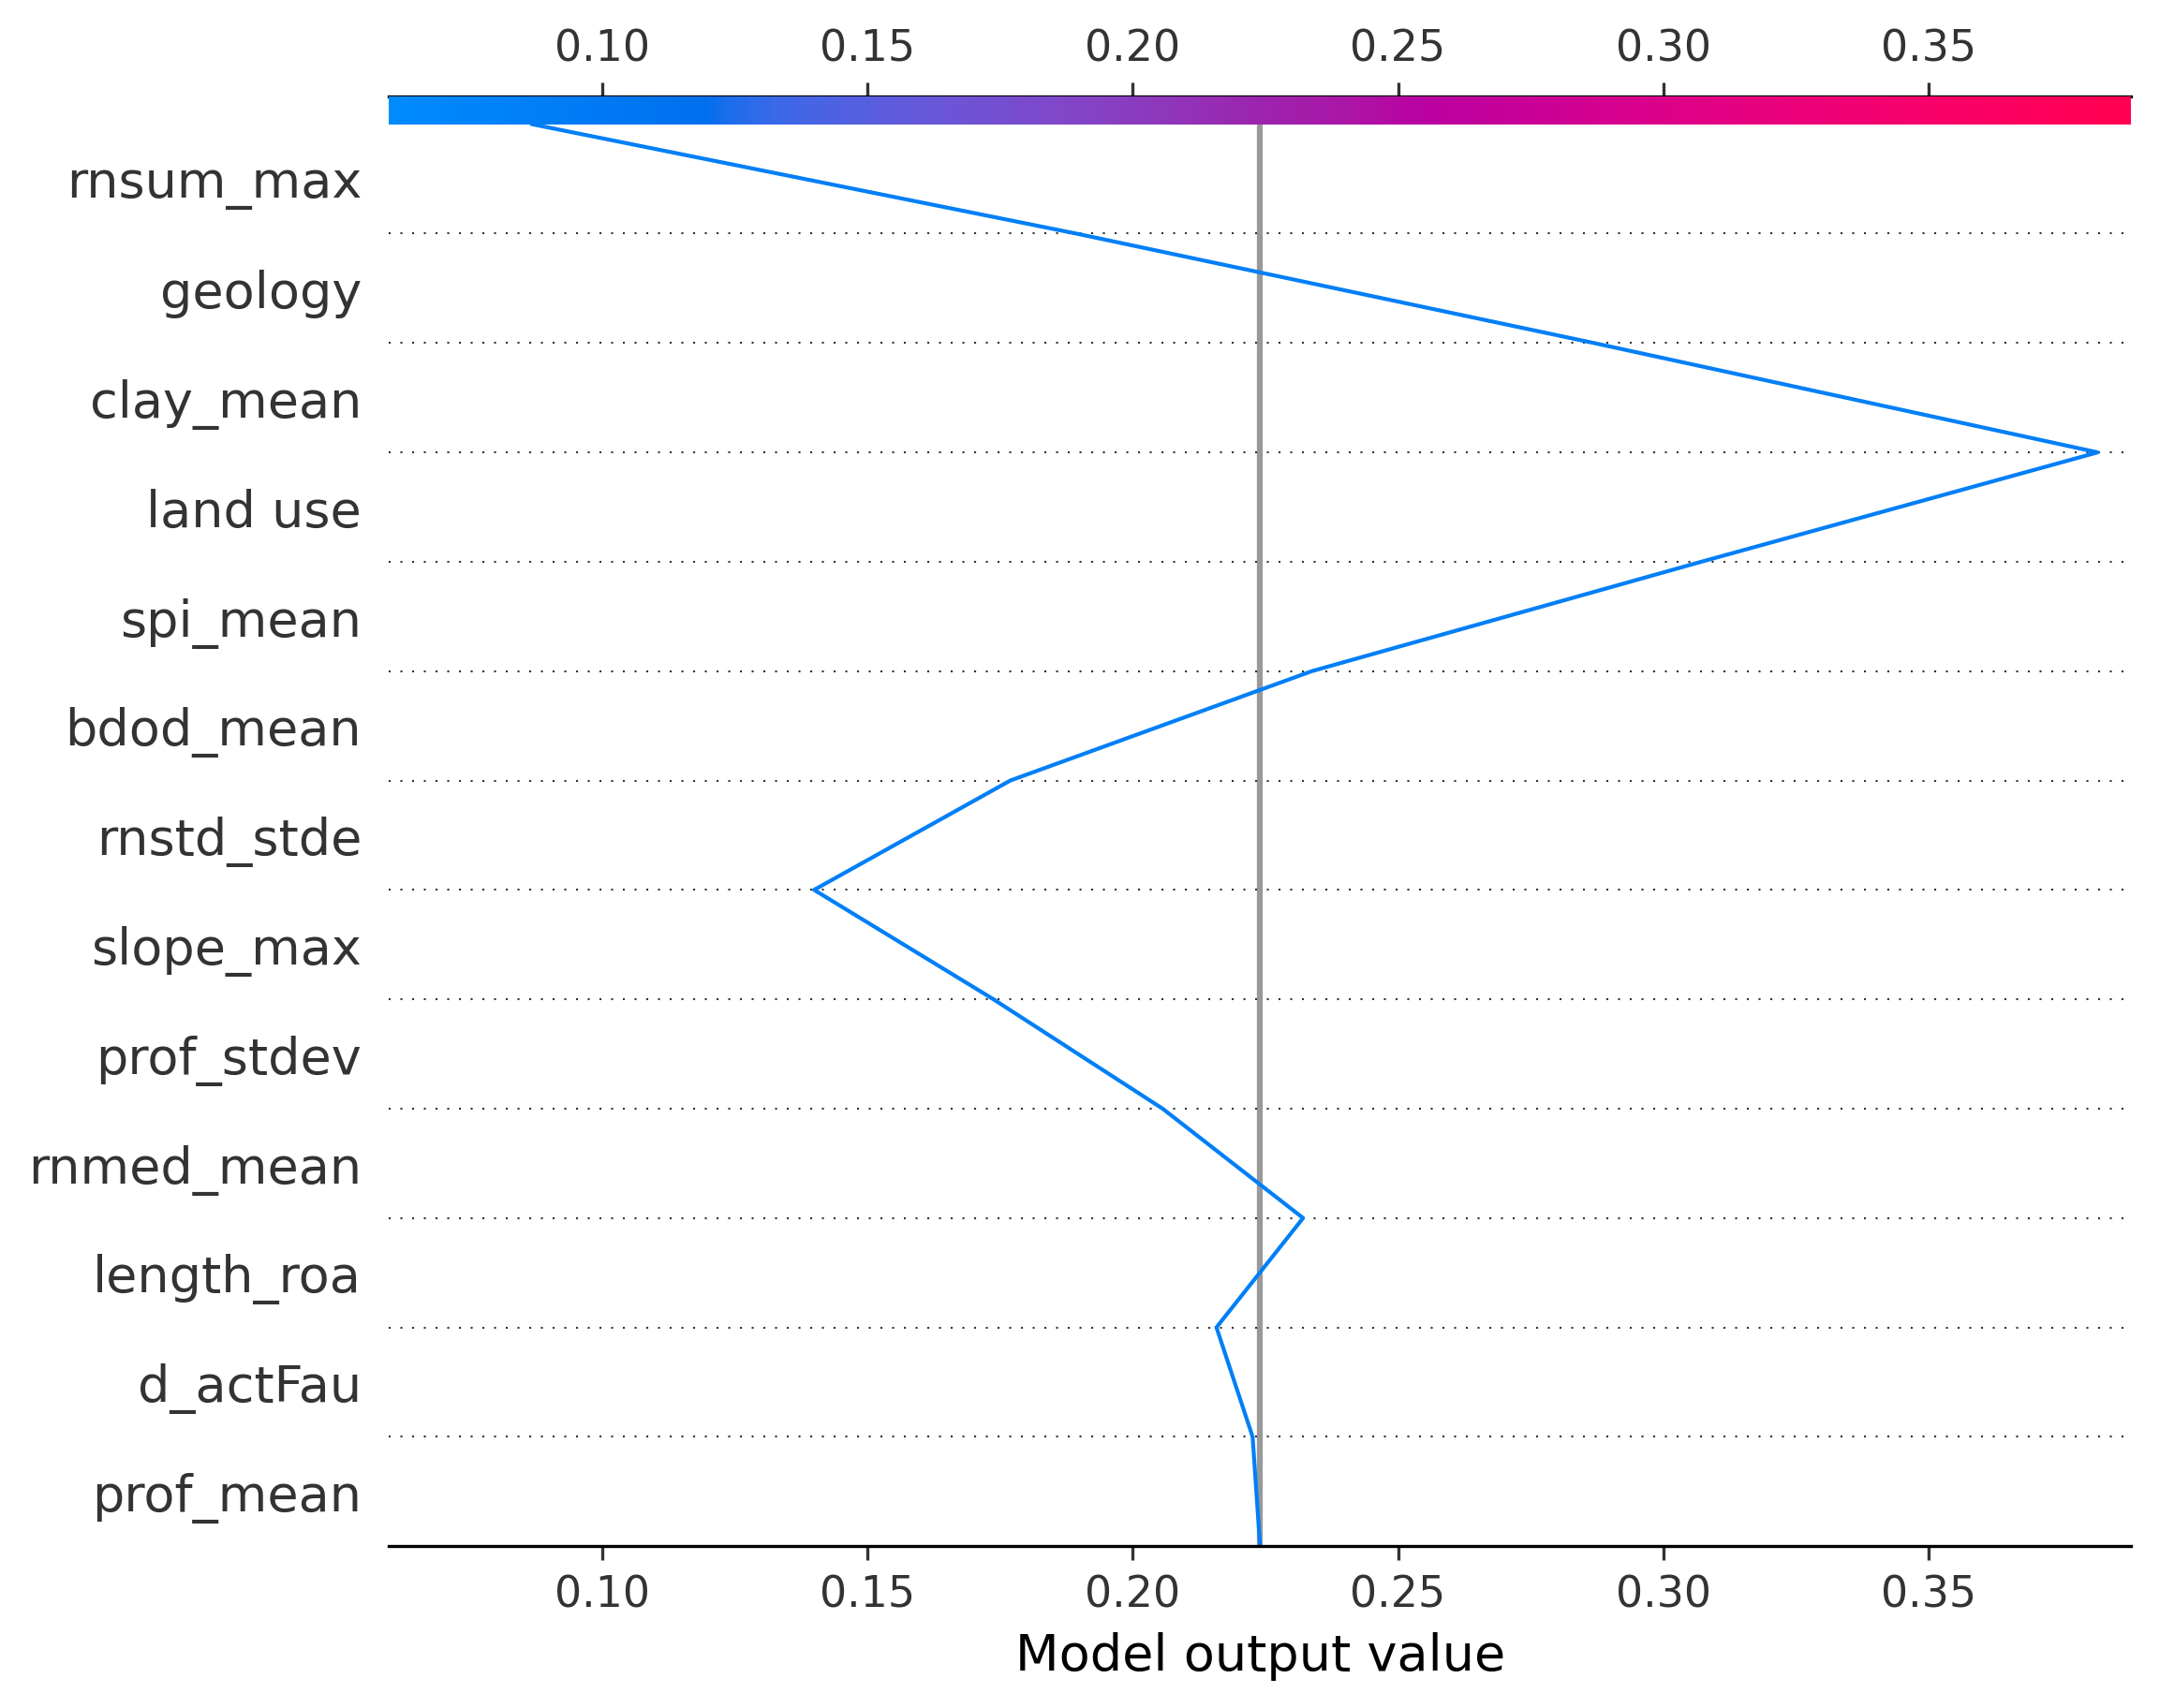 0.10 0.15 0.20 0.25 0.30 0.35
rnsum_max
geology
clay_mean
land use
spi_mean
bdod_mean
rnstd_stde
slope_max
prof_stdev
rnmed_mean
length_roa
d_actFau
prof_mean
0.10 0.15 0.20 0.25 0.30 0.35
Model output value